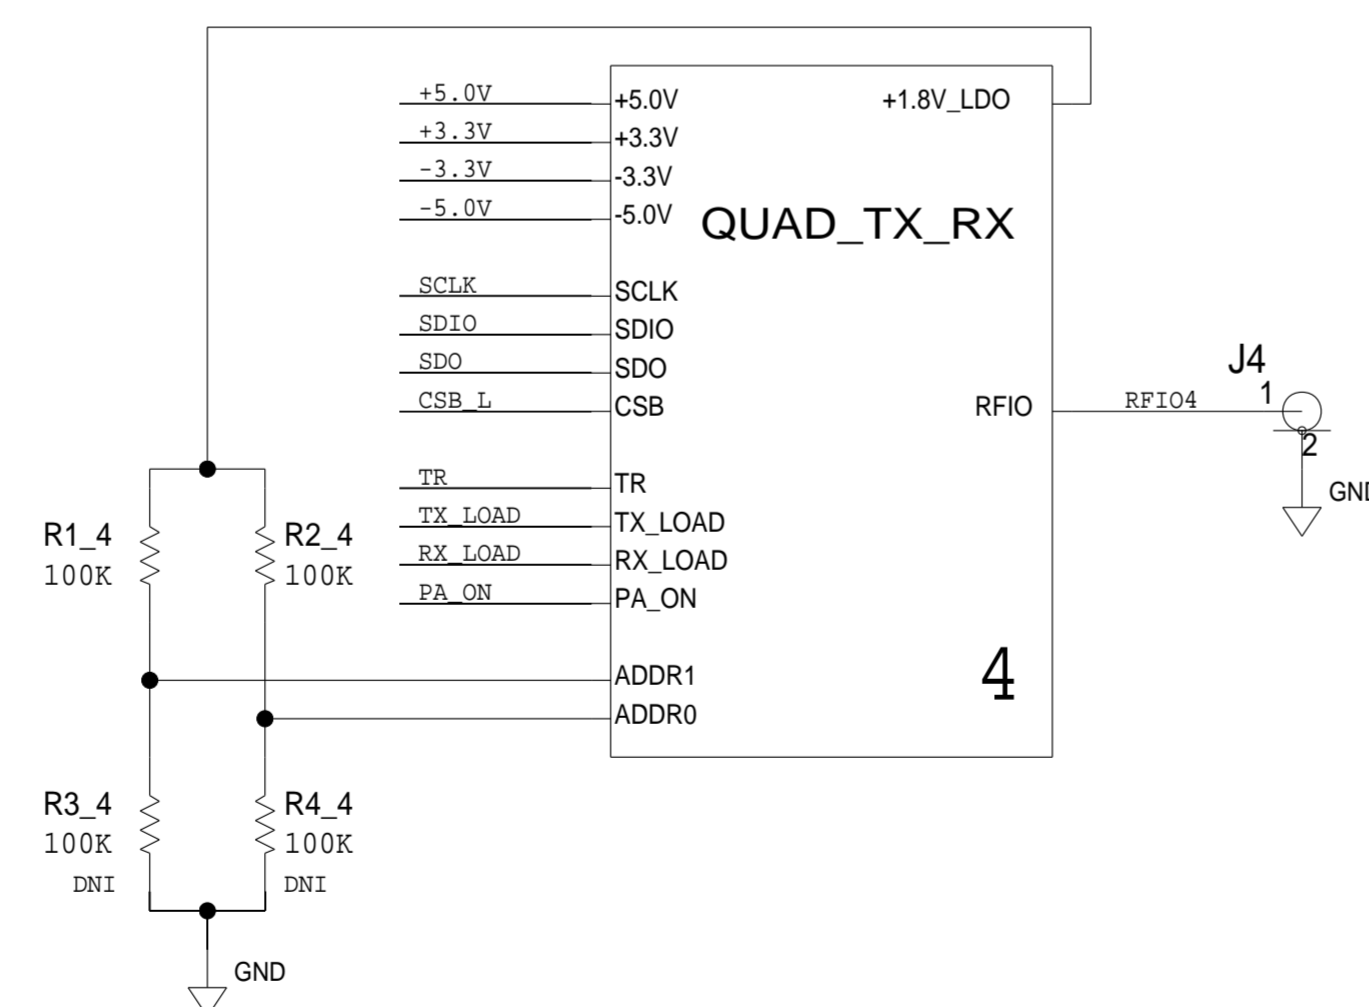 +5.0V
+5.0V
+1.8V_LDO
+3.3V
+3.3V
-3.3V
-3.3V
-5.0V
-5.0V
QUAD_TX_RX
SCLK
SCLK
SDIO
SDIO
SDO
SDO
CSB_L
CSB
RFIO
RFIO4
J4
1
2
GND
TR
TR
TX_LOAD
TX_LOAD
RX_LOAD
RX_LOAD
PA_ON
PA_ON
R1_4
100K
R2_4
100K
ADDR1
ADDR0
4
R3_4
100K
DNI
R4_4
100K
DNI
GND